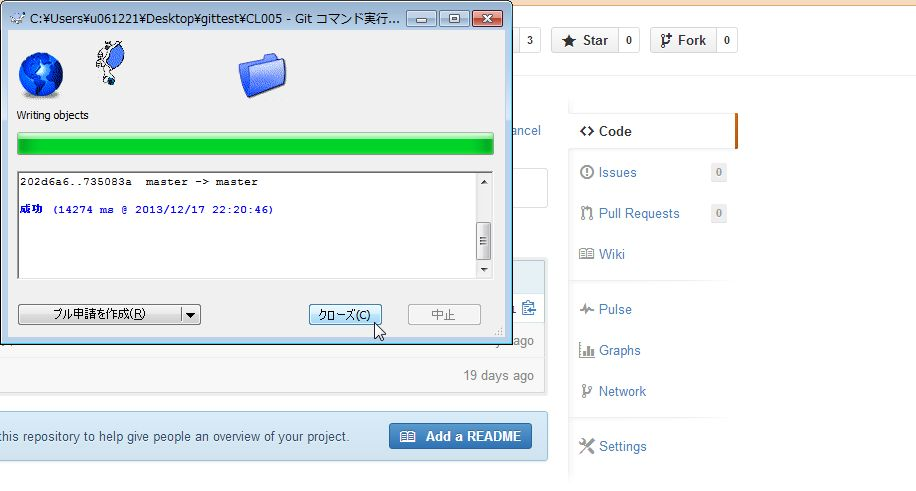 C:¥Users¥u061221¥Desktop¥gittest¥CL005 - Git コマンド実行...
Writing objects
202d6a6..735083a master -> master
成功 (14274 ms @ 2013/12/17 22:20:46)
プル申請を作成(R)
クローズ(C)
中止
3
Star 0
Fork 0
ancel
Code
Issues 0
Pull Requests 0
Wiki
Pulse
Graphs
Network
Settings
ago
19 days ago
this repository to help give people an overview of your project.
Add a README